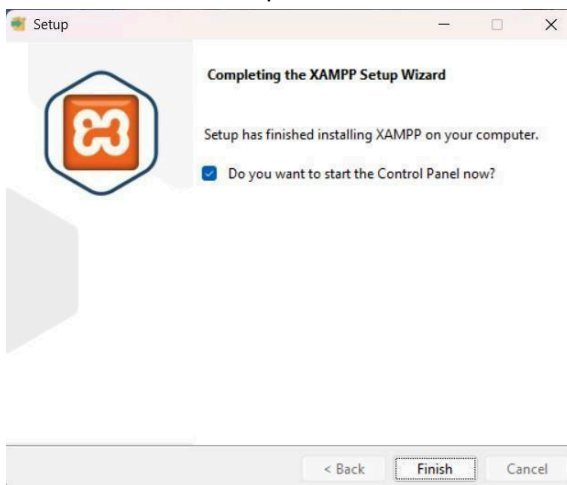 Setup
Completing the XAMPP Setup Wizard
Setup has finished installing XAMPP on your computer.
Do you want to start the Control Panel now?
< Back
Finish
Cancel